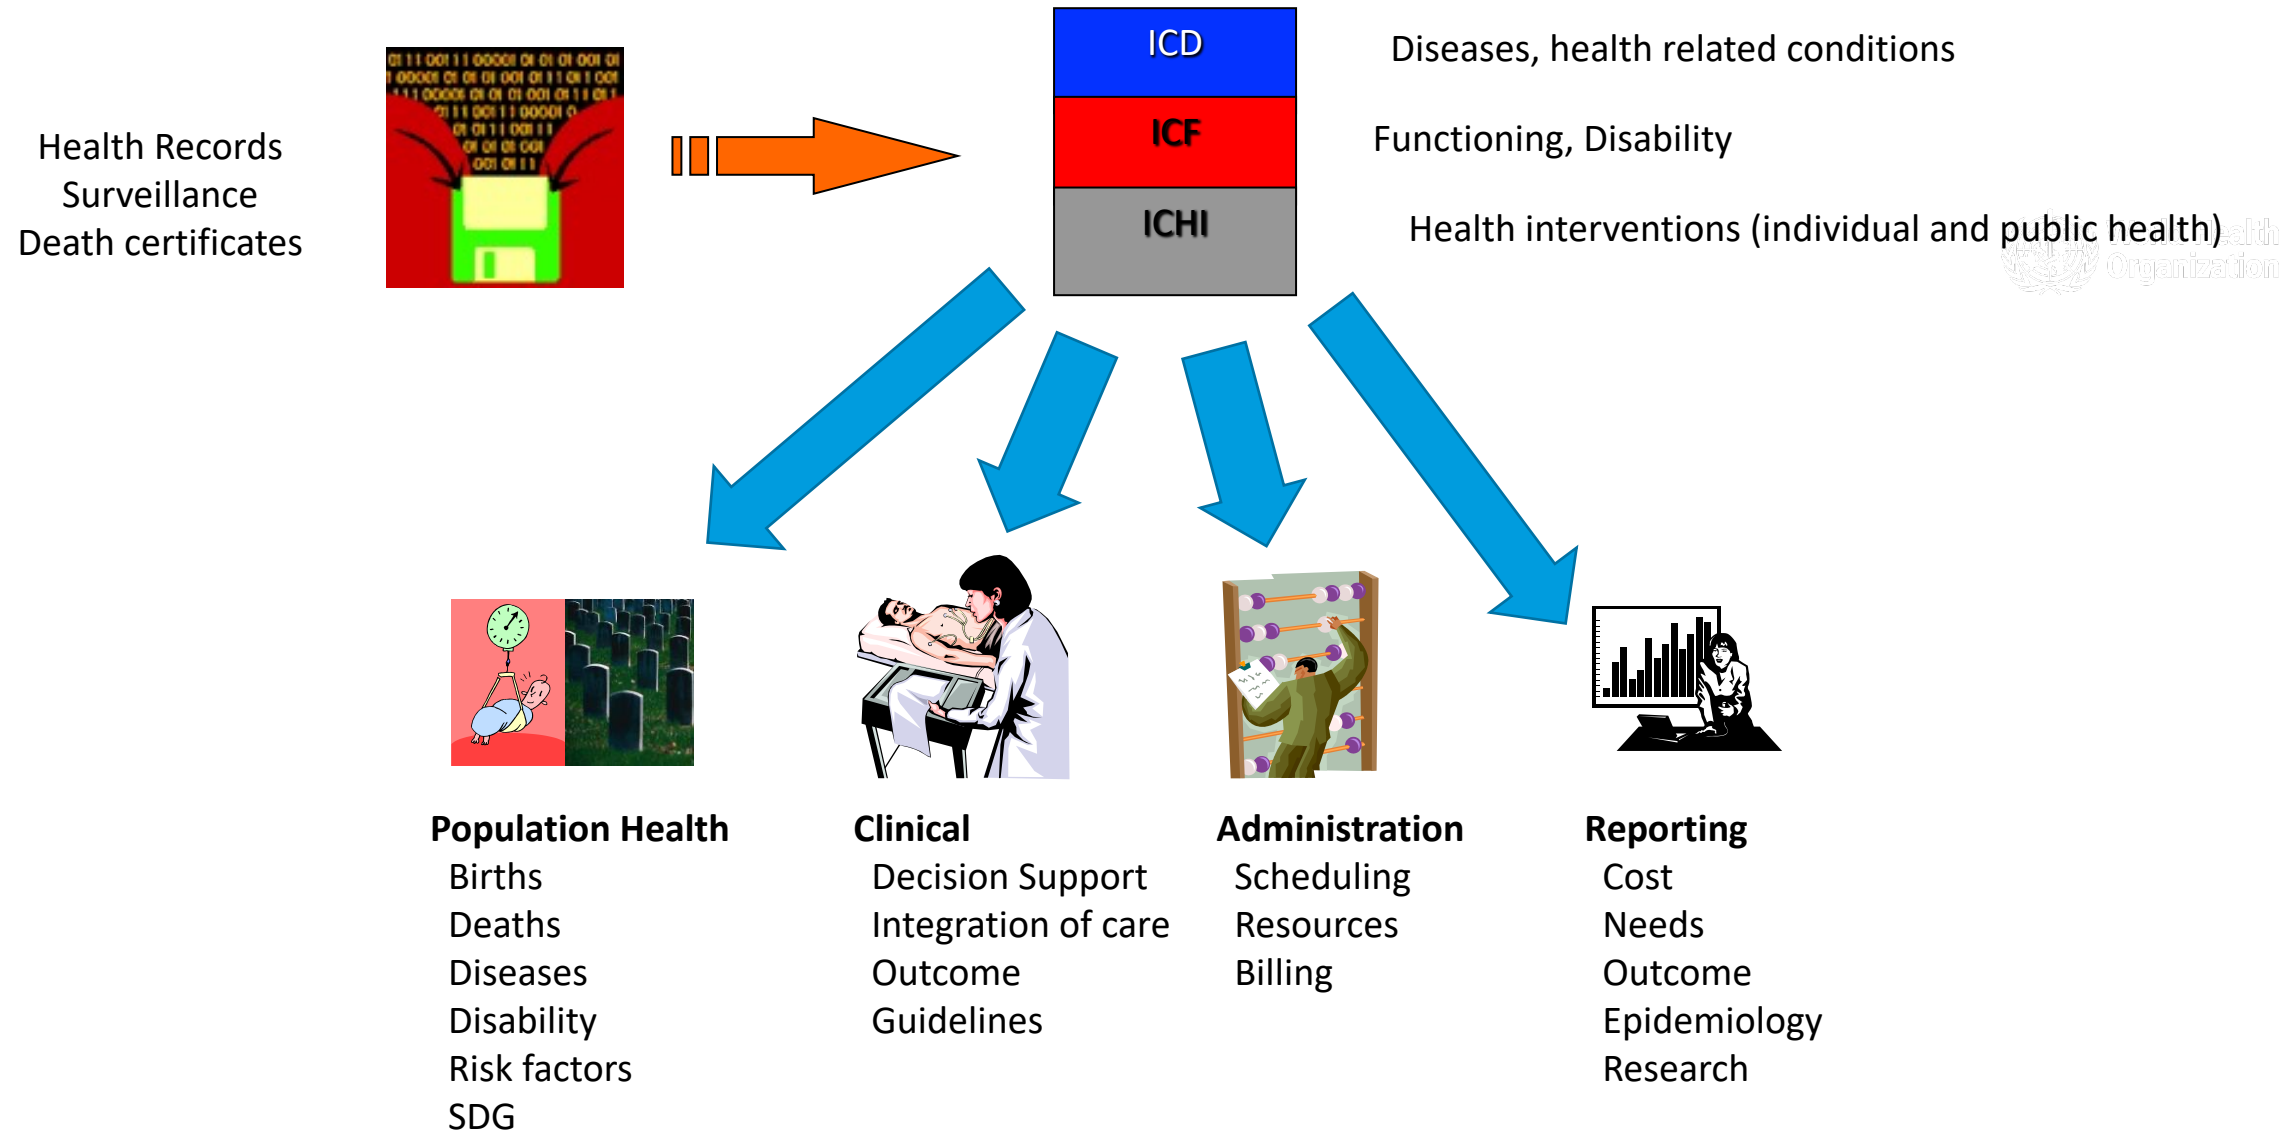 Health Records
Surveillance
Death certificates
ICD
Diseases, health related conditions
ICF
Functioning, Disability
ICHI
Health interventions (individual and public health)
Organization
Population Health
Births
Deaths
Diseases
Disability
Risk factors
SDG
Clinical
Decision Support
Integration of care
Outcome
Guidelines
Administration
Scheduling
Resources
Billing
Reporting
Cost
Needs
Outcome
Epidemiology
Research